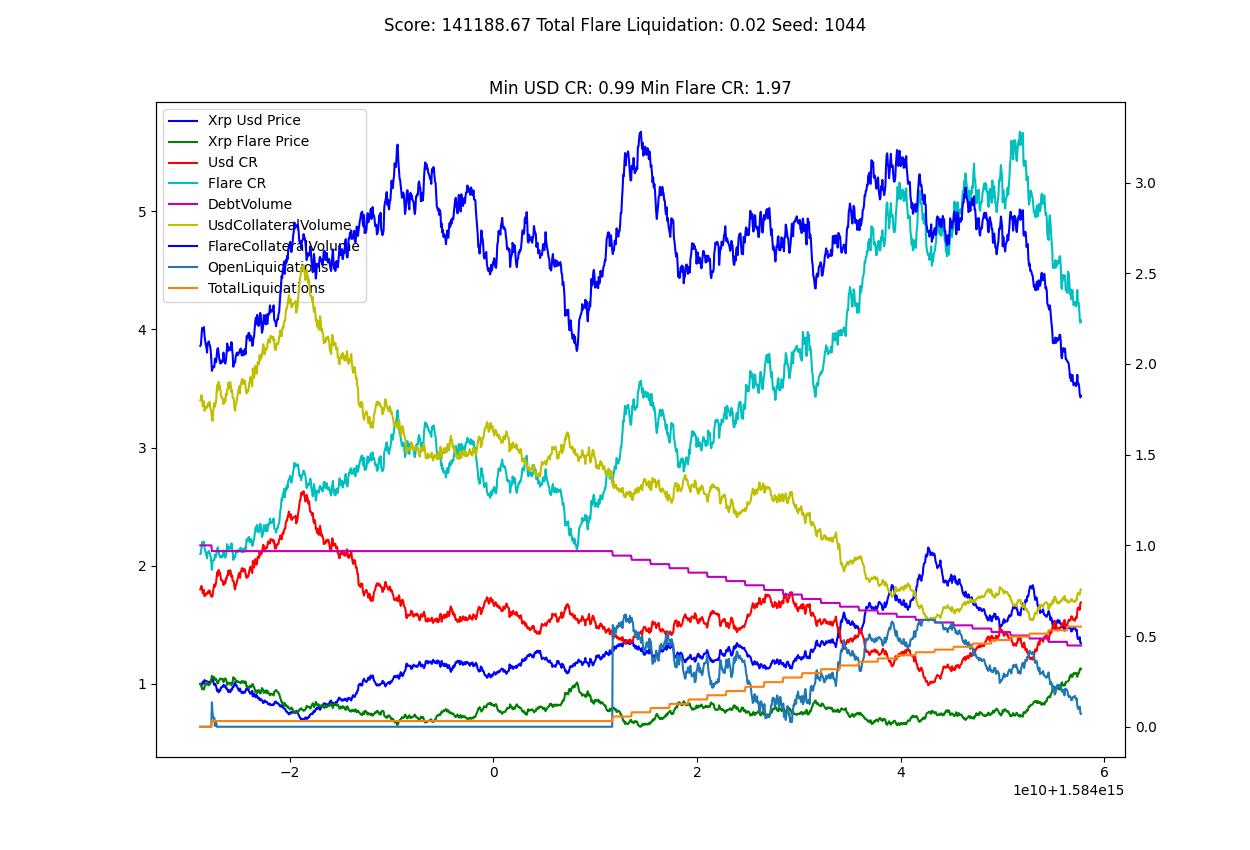 Score: 141188.67 Total Flare Liquidation: 0.02 Seed: 1044
Min USD CR: 0.99 Min Flare CR: 1.97
Xrp Usd Price
Xrp Flare Price
Usd CR
Flare CR
DebtVolume
UsdCollateralVolume
FlareCollateralVolume
OpenLiquidations
TotalLiquidations
5
4
3
2
1
3.0
2.5
2.0
1.5
1.0
0.5
0.0
−2
0
2
4
6
1e10+1.584e15